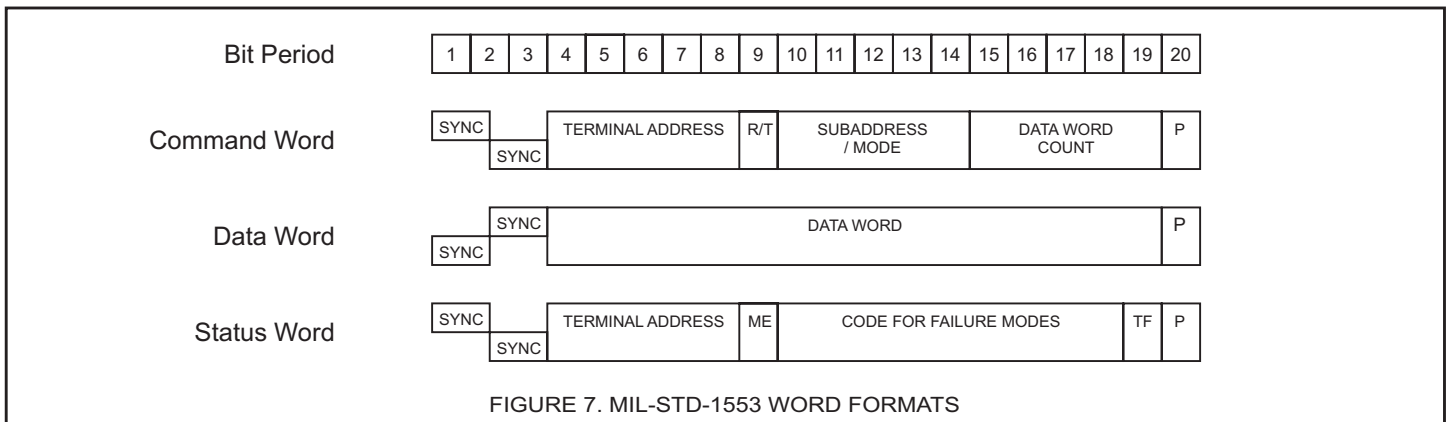 Bit Period 1 2 3 4 5 6 7 8 9 10 11 12 13 14 15 16 17 18 19 20
Command Word
SYNC
SYNC
TERMINAL ADDRESS
R/T
SUBADDRESS
/ MODE
DATA WORD
COUNT
P
Data Word
SYNC
SYNC
DATA WORD
P
Status Word
SYNC
SYNC
TERMINAL ADDRESS
ME
CODE FOR FAILURE MODES
TF
P
FIGURE 7. MIL-STD-1553 WORD FORMATS